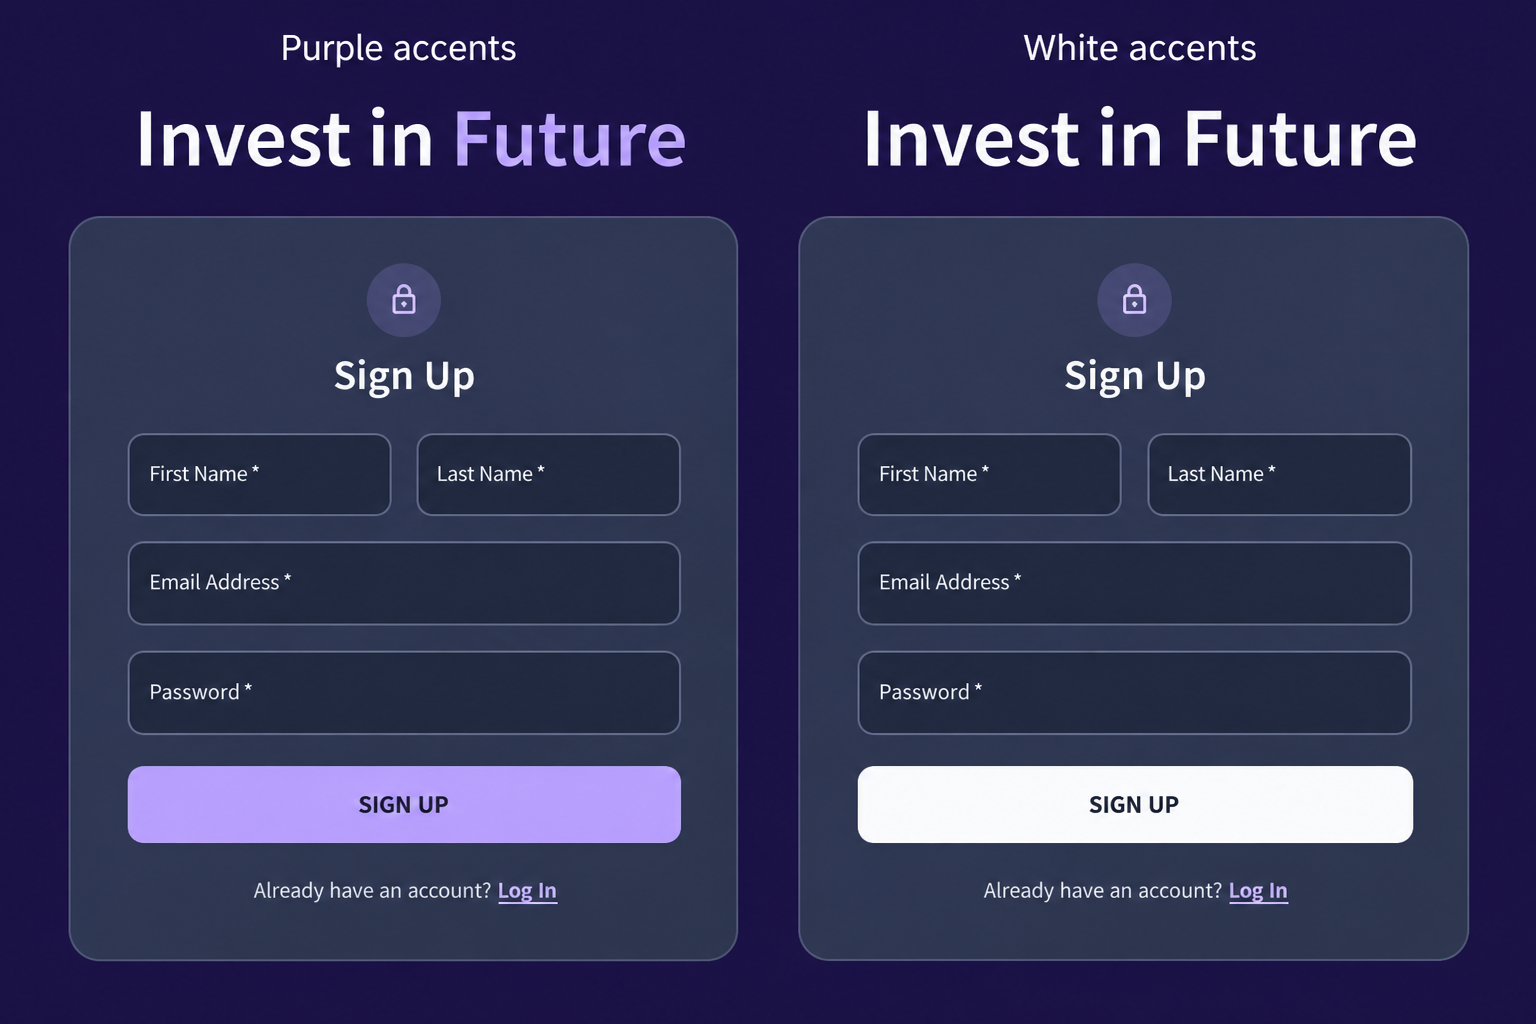 Purple accents
Invest in Future
Sign Up
First Name *
Last Name *
Email Address *
Password *
SIGN UP
Already have an account? Log In
White accents
Invest in Future
Sign Up
First Name *
Last Name *
Email Address *
Password *
SIGN UP
Already have an account? Log In